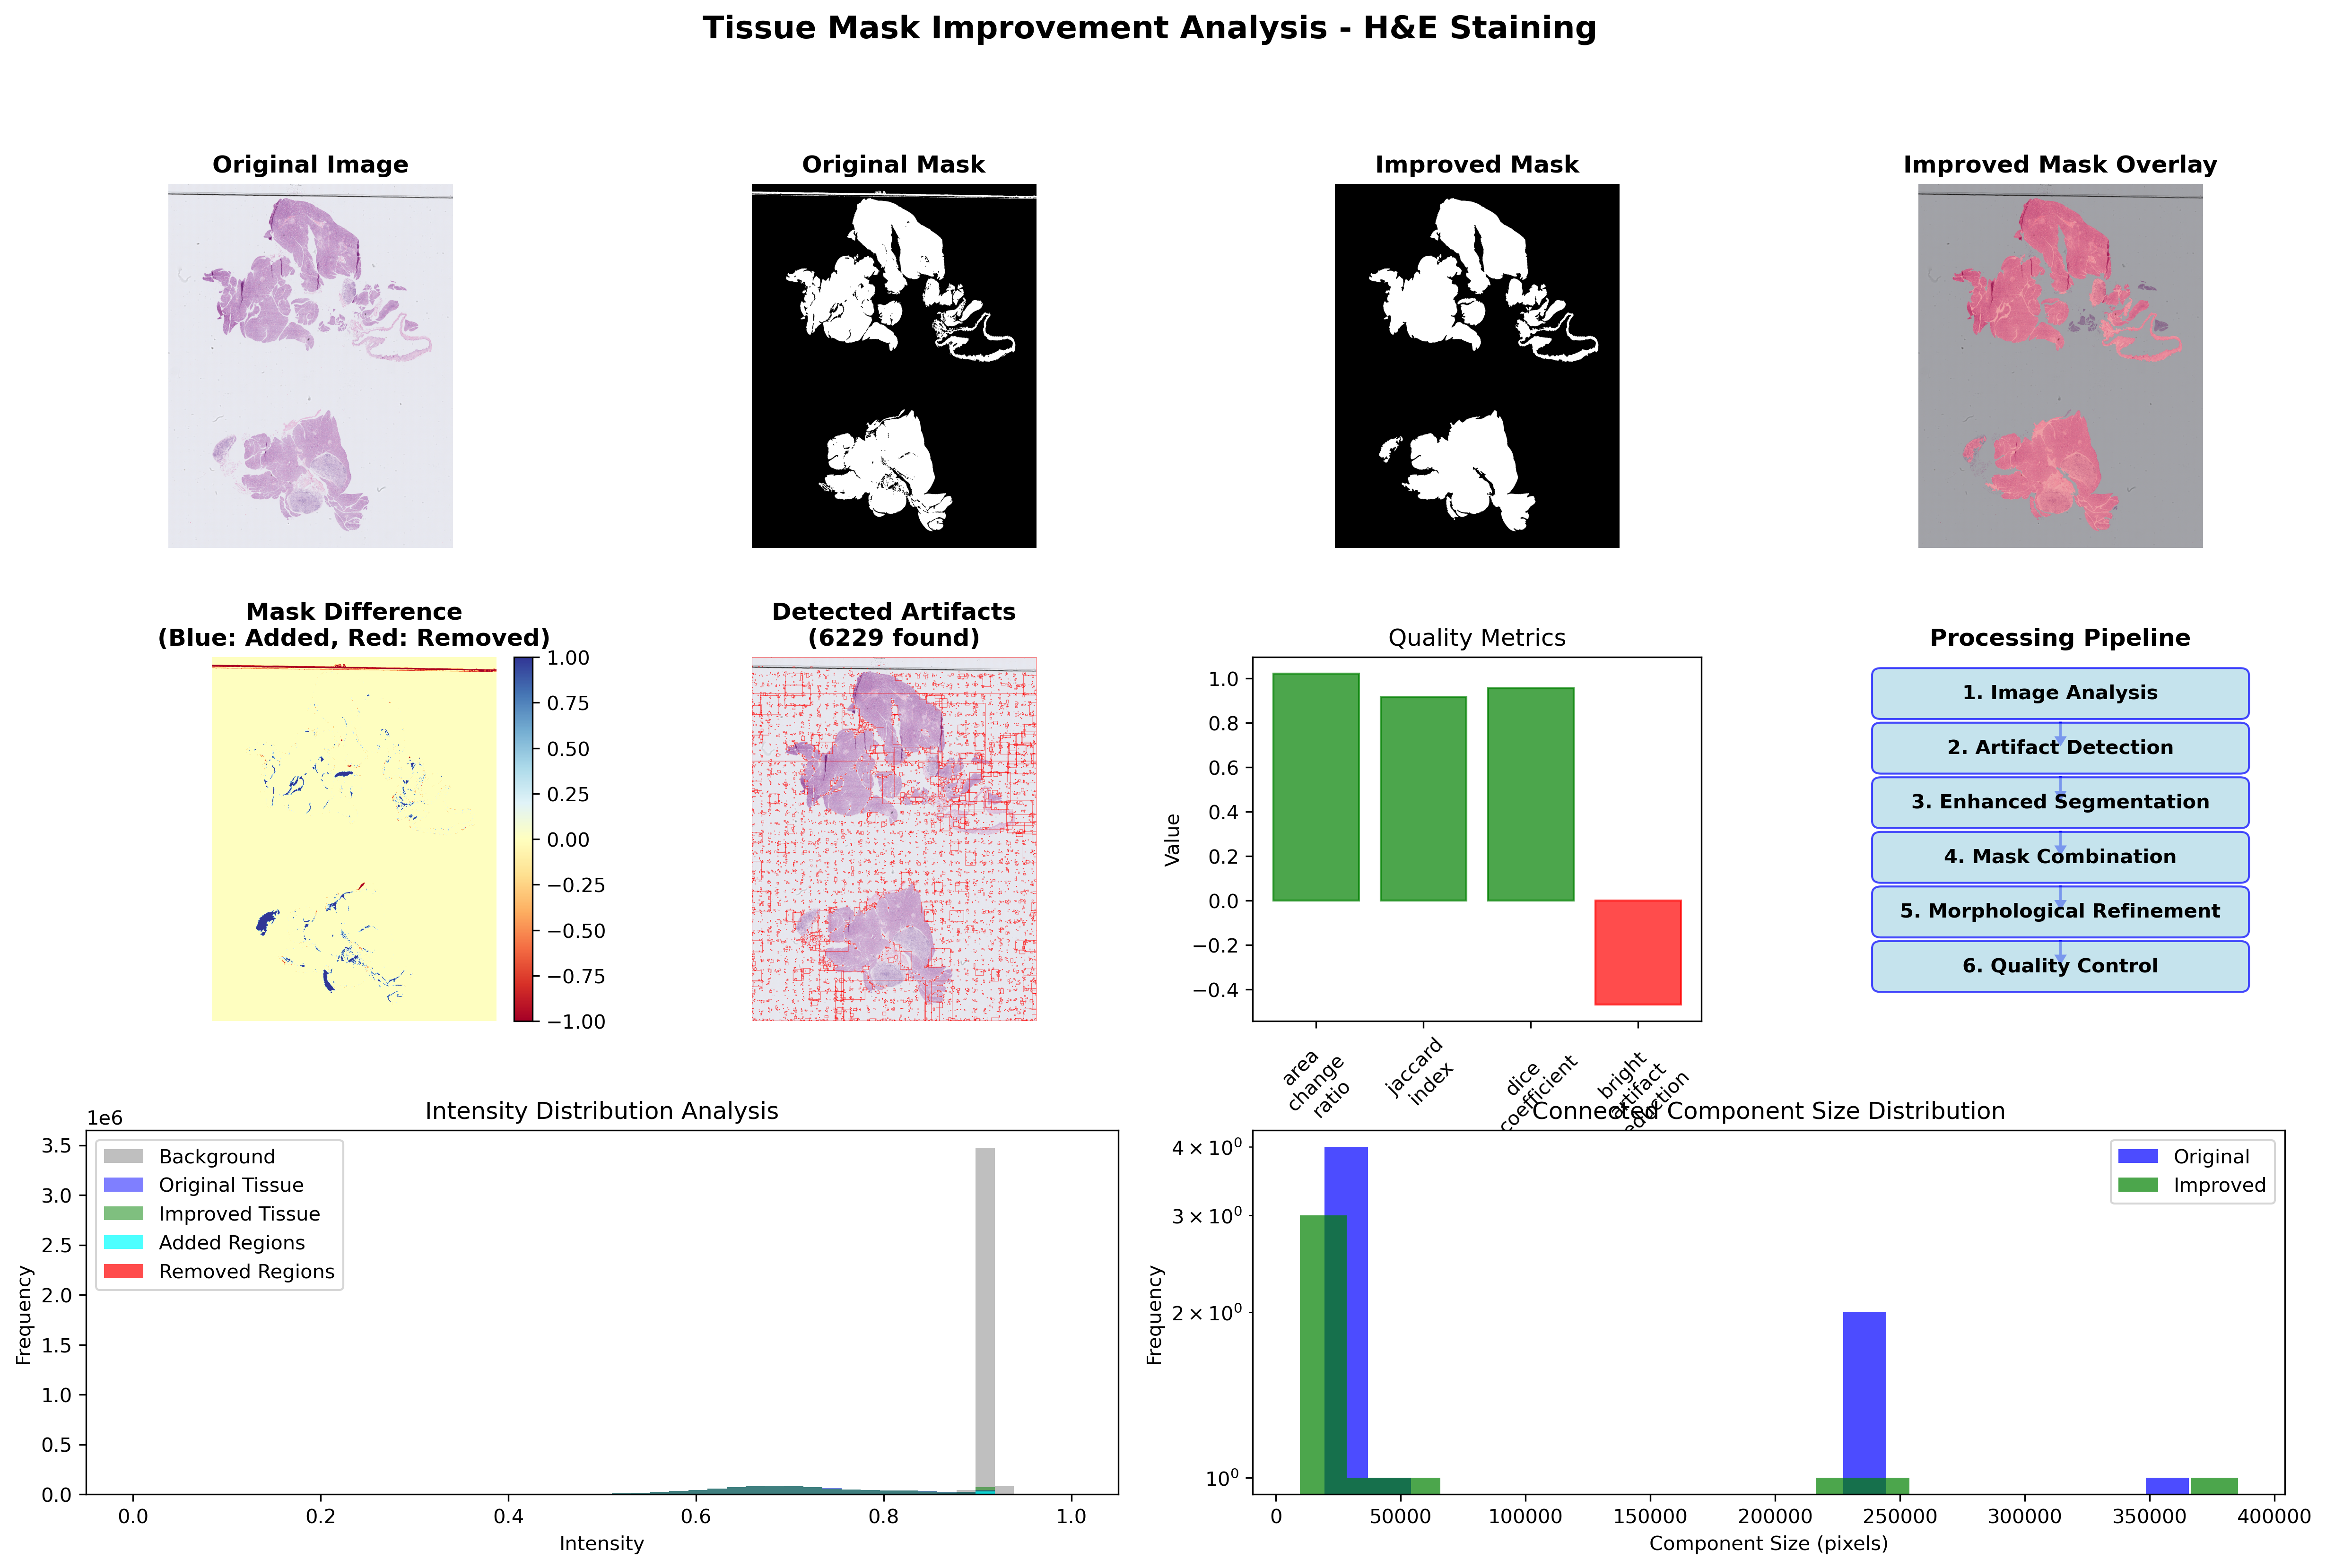 Tissue Mask Improvement Analysis - H&E Staining
Original Image
Original Mask
Improved Mask
Improved Mask Overlay
Mask Difference
(Blue: Added, Red: Removed)
1.00
0.75
0.50
0.25
0.00
−0.25
−0.50
−0.75
−1.00
Detected Artifacts
(6229 found)
Quality Metrics
Value
1.0
0.8
0.6
0.4
0.2
0.0
−0.2
−0.4
area
change
ratio
jaccard
index
dice
coefficient
bright
artifact
Processing Pipeline
1. Image Analysis
2. Artifact Detection
3. Enhanced Segmentation
4. Mask Combination
5. Morphological Refinement
6. Quality Control
Intensity Distribution Analysis
1e6
Frequency
3.5
3.0
2.5
2.0
1.5
1.0
0.5
0.0
Background
Original Tissue
Improved Tissue
Added Regions
Removed Regions
0.0 0.2 0.4 0.6 0.8 1.0
Intensity
Connected Component Size Distribution
Frequency
4 × 10⁰
3 × 10⁰
2 × 10⁰
10⁰
Original
Improved
0 50000 100000 150000 200000 250000 300000 350000 400000
Component Size (pixels)